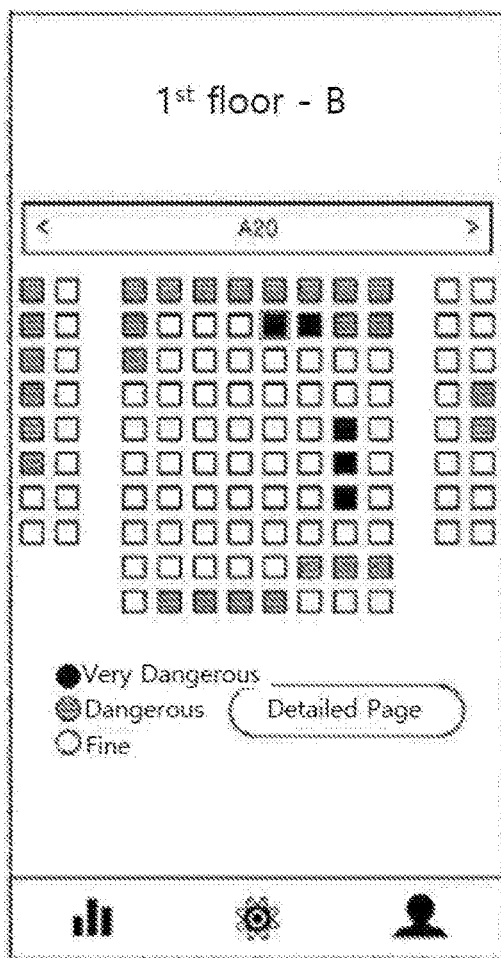 1st floor - B
< A20 >
Very Dangerous
Dangerous
Detailed Page
Fine